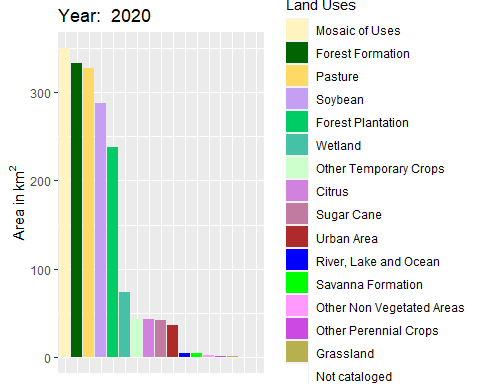 Year: 2020
Area in km²
300
200
100
0
Land Uses
Mosaic of Uses
Forest Formation
Pasture
Soybean
Forest Plantation
Wetland
Other Temporary Crops
Citrus
Sugar Cane
Urban Area
River, Lake and Ocean
Savanna Formation
Other Non Vegetated Areas
Other Perennial Crops
Grassland
Not cataloged